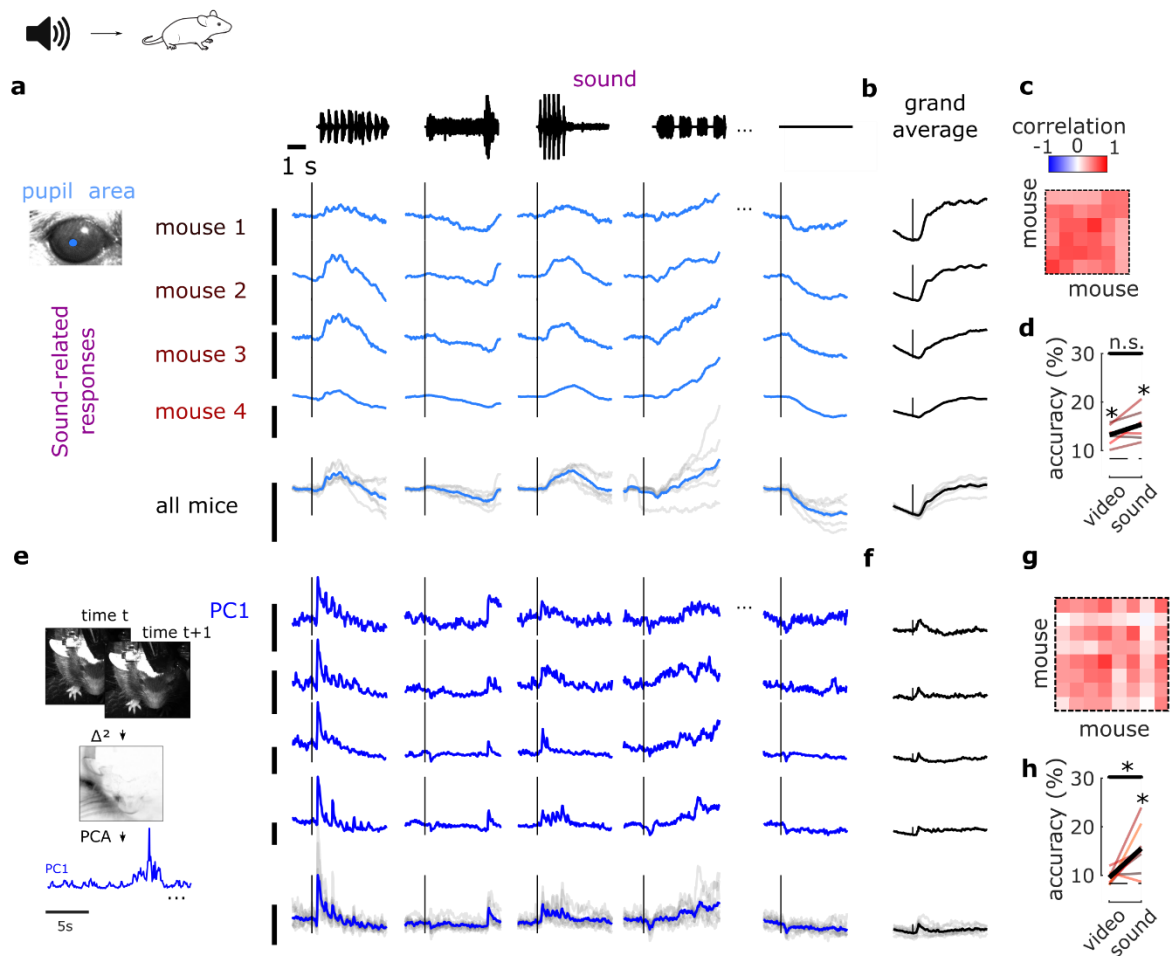 a
sound
b
grand
average
c
correlation
-1 0 1
...
1 s
pupil area
mouse 1
...
mouse
mouse 2
mouse
mouse 3
d
n.s.
Sound-related
responses
30
*
*
20
10
accuracy (%)
video
sound
mouse 4
all mice
e
f
g
PC1
...
time t
time t+1
mouse
mouse
Δ²
PCA
PC1
...
5s
h
*
30
*
20
10
accuracy (%)
video
sound